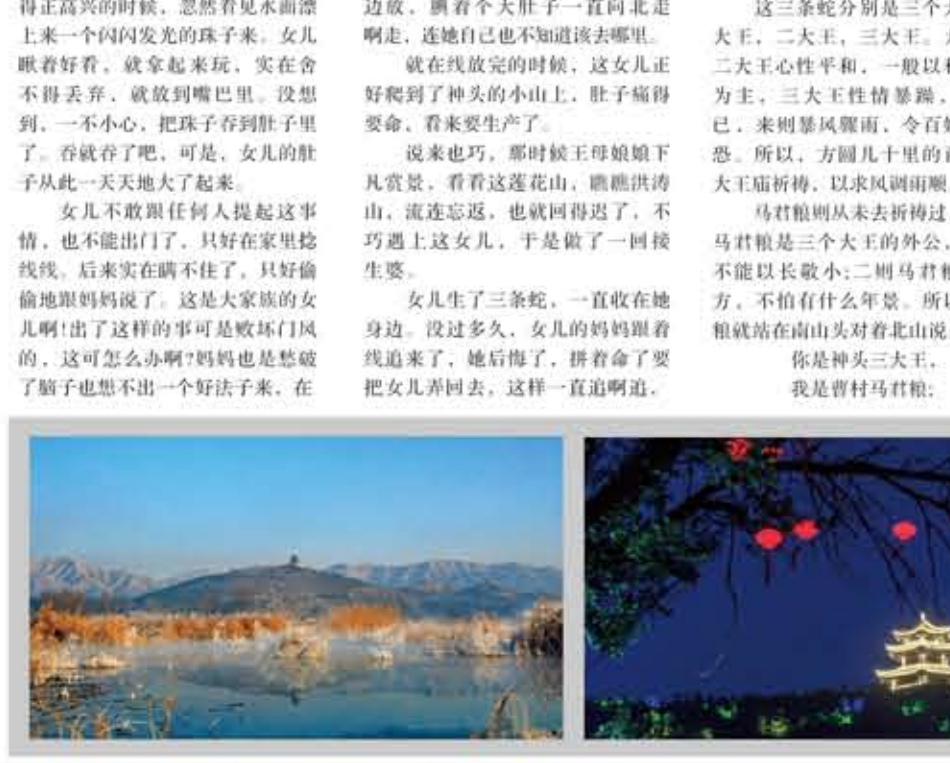 得正高兴的时候，忽然看见水面漂
上来一个闪闪发光的珠子来。女儿
瞅着好看，就拿起来玩，实在舍
不得丢弃，就放到嘴巴里。没想
到，一不小心，把珠子吞到肚子里
了。吞就吞了吧，可是，女儿的肚
子从此一天天地大了起来。
女儿不敢跟任何人提起这事
情，也不能出门了，只好在家里捻
线线。后来实在瞒不住了，只好偷
偷地跟妈妈说了。这是大家族的女
儿啊!出了这样的事可是败坏门风
的，这可怎么办啊?妈妈也是愁破
了脑子也想不出一个好法子来，在
边放，腆着个大肚子一直向北走
啊走，连她自己也不知道该去哪里。
就在线放完的时候，这女儿正
好爬到了神头的小山上，肚子痛得
要命，看来要生产了。
说来也巧，那时候王母娘娘下
凡赏景，看看这莲花山，瞧瞧洪涛
山，流连忘返，也就回得迟了，不
巧遇上这女儿，于是做了一回接
生婆。
女儿生了三条蛇，一直收在她
身边。没过多久，女儿的妈妈跟着
线追来了，她后悔了，拼着命了要
把女儿弄回去，这样一直追啊追，
这三条蛇分别是三个大
大王，二大王，三大王。
二大王心性平和，一般以
为主，三大王性情暴躁，
已，来则暴风骤雨，令百
恐。所以，方圆几十里的
大王庙祈祷，以求风调雨顺
马君粮则从未去祈祷过
马君粮是三个大王的外公，
不能以长敬小;二则马君粮
方，不怕有什么年景。所以
粮就站在南山头对着北山说
你是神头三大王，
我是曹村马君粮;